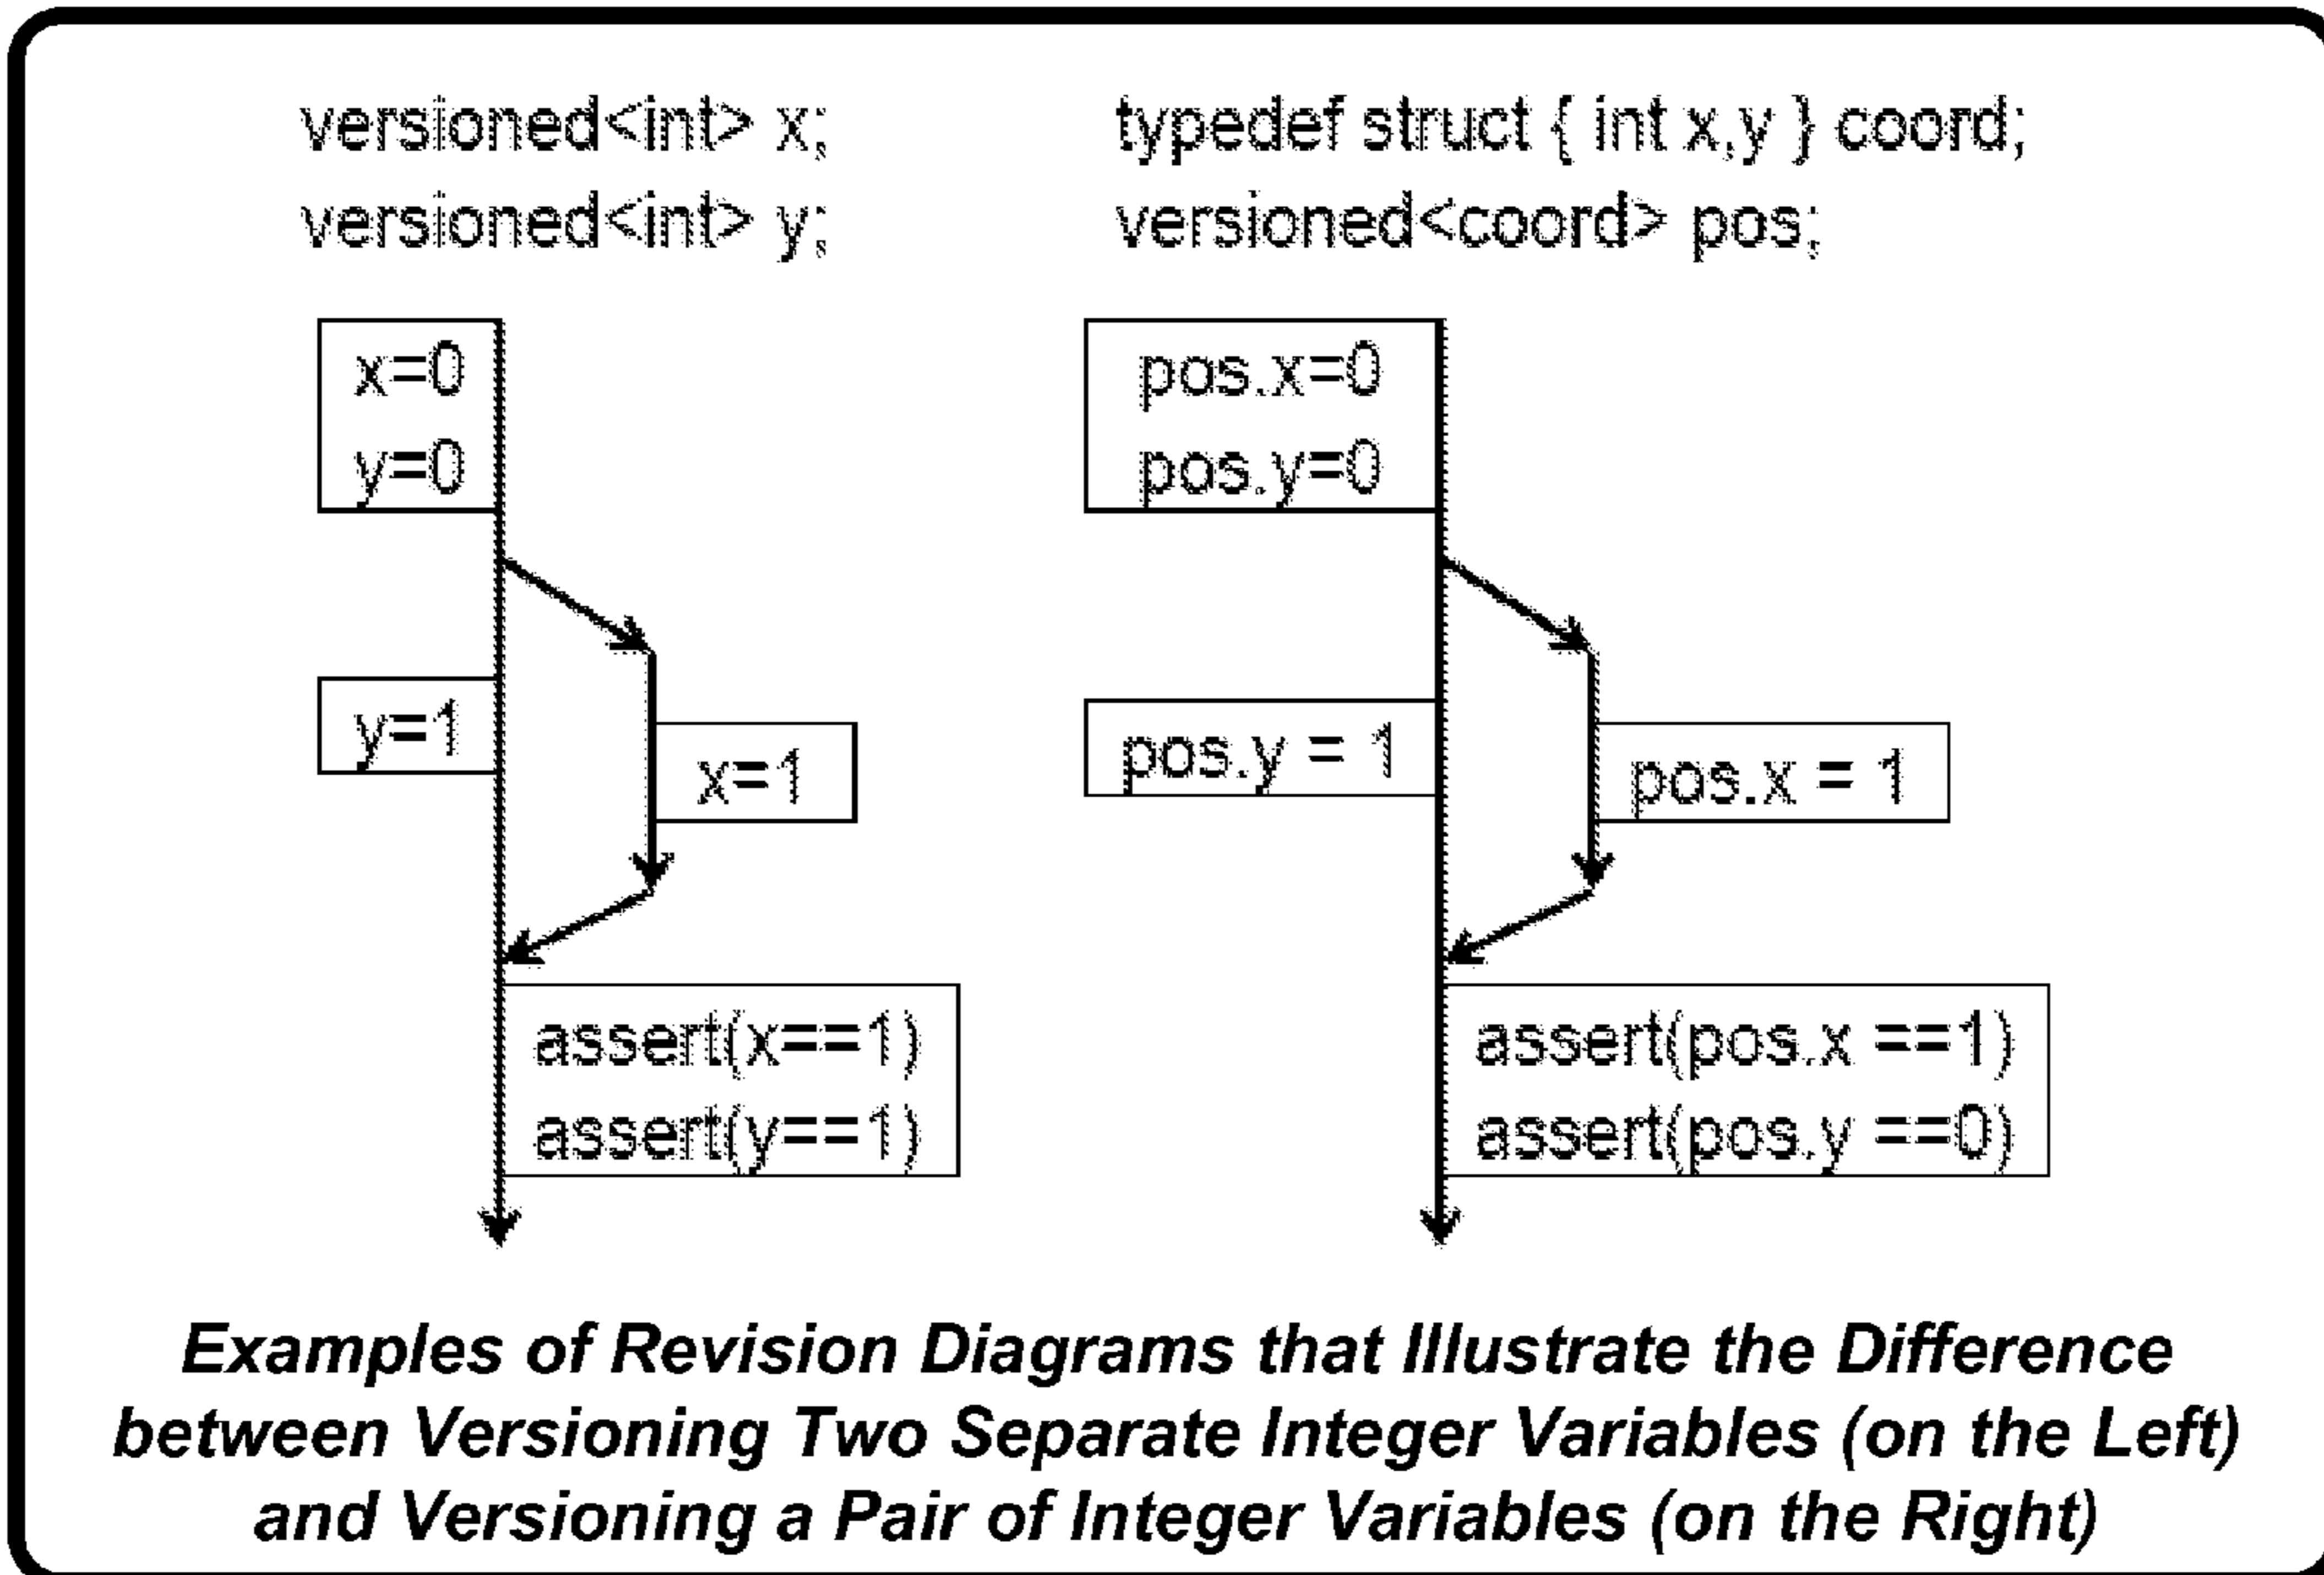 versioned<int> x;
versioned<int> y;
x=0
y=0
y=1
x=1
assert(x==1)
assert(y==1)
typedef struct { int x,y } coord;
versioned<coord> pos;
pos.x=0
pos.y=0
pos.y = 1
pos.x = 1
assert(pos.x ==1)
assert(pos.y ==0)
Examples of Revision Diagrams that Illustrate the Difference
between Versioning Two Separate Integer Variables (on the Left)
and Versioning a Pair of Integer Variables (on the Right)